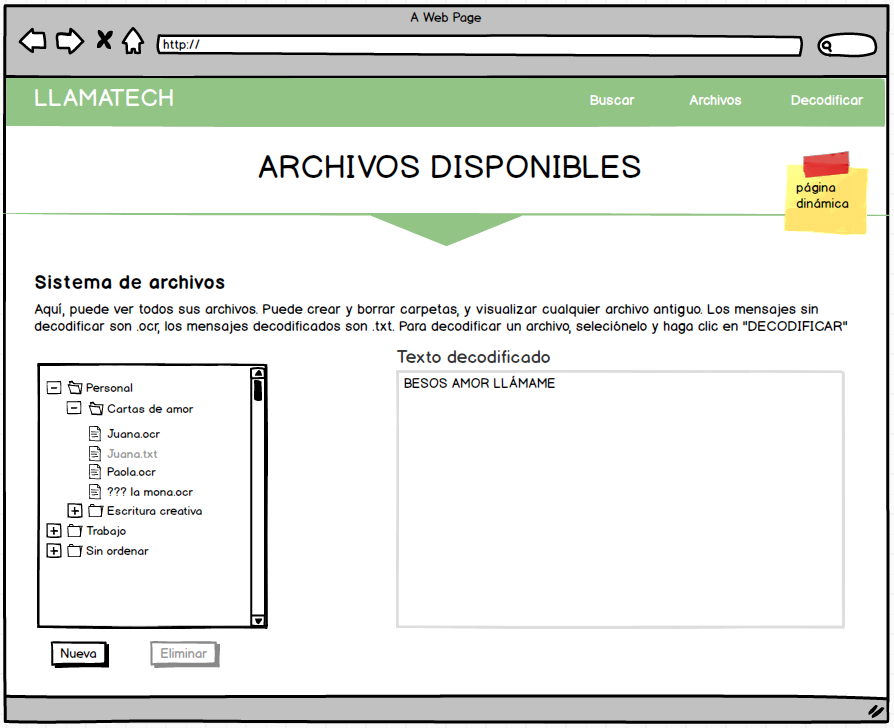 A Web Page
http://
LLAMATECH
Buscar
Archivos
Decodificar
ARCHIVOS DISPONIBLES
página
dinámica
Sistema de archivos
Aquí, puede ver todos sus archivos. Puede crear y borrar carpetas, y visualizar cualquier archivo antiguo. Los mensajes sin
decodificar son .ocr, los mensajes decodificados son .txt. Para decodificar un archivo, seleciónelo y haga clic en "DECODIFICAR"
Personal
Cartas de amor
Juana.ocr
Juana.txt
Paola.ocr
??? la mona.ocr
Escritura creativa
Trabajo
Sin ordenar
Texto decodificado
BESOS AMOR LLÁMAME
Nueva
Eliminar